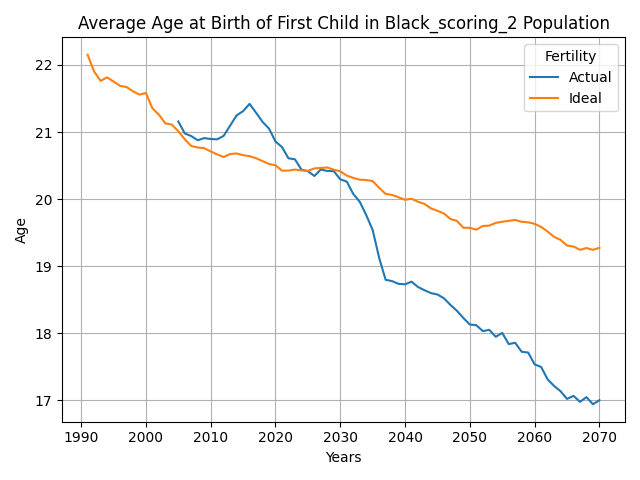 Average Age at Birth of First Child in Black_scoring_2 Population
Fertility
Actual
Ideal
Age
22
21
20
19
18
17
1990 2000 2010 2020 2030 2040 2050 2060 2070
Years